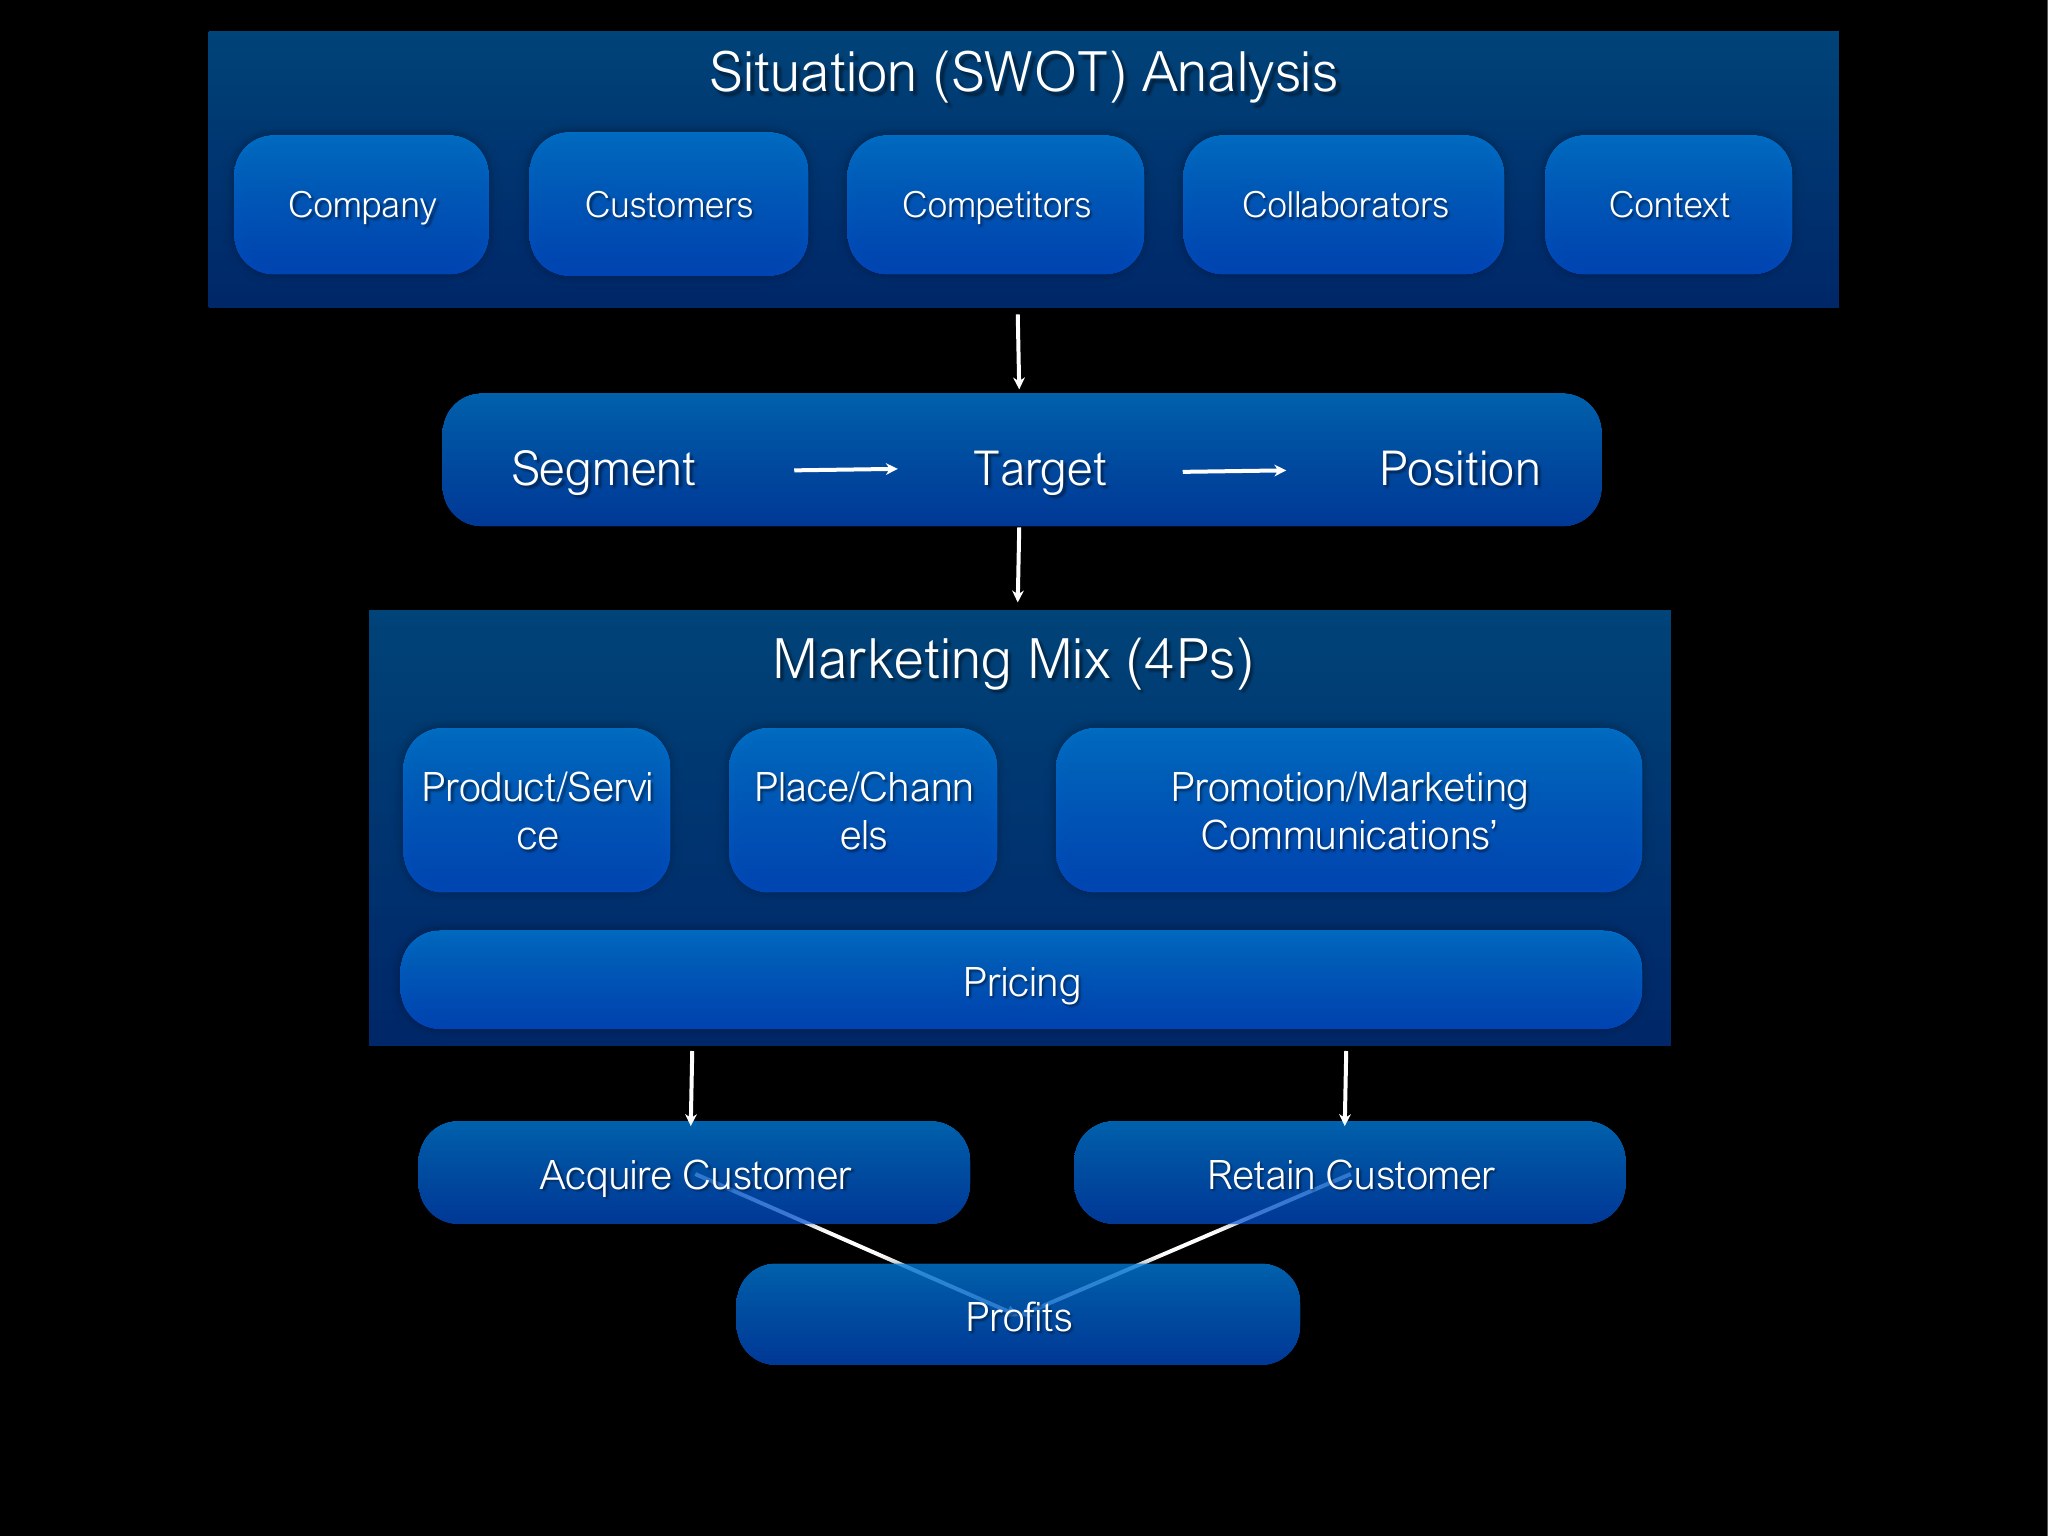 Situation (SWOT) Analysis
Company
Customers
Competitors
Collaborators
Context
Segment
Target
Position
Marketing Mix (4Ps)
Product/Servi
ce
Place/Chann
els
Promotion/Marketing
Communications’
Pricing
Acquire Customer
Retain Customer
Profits